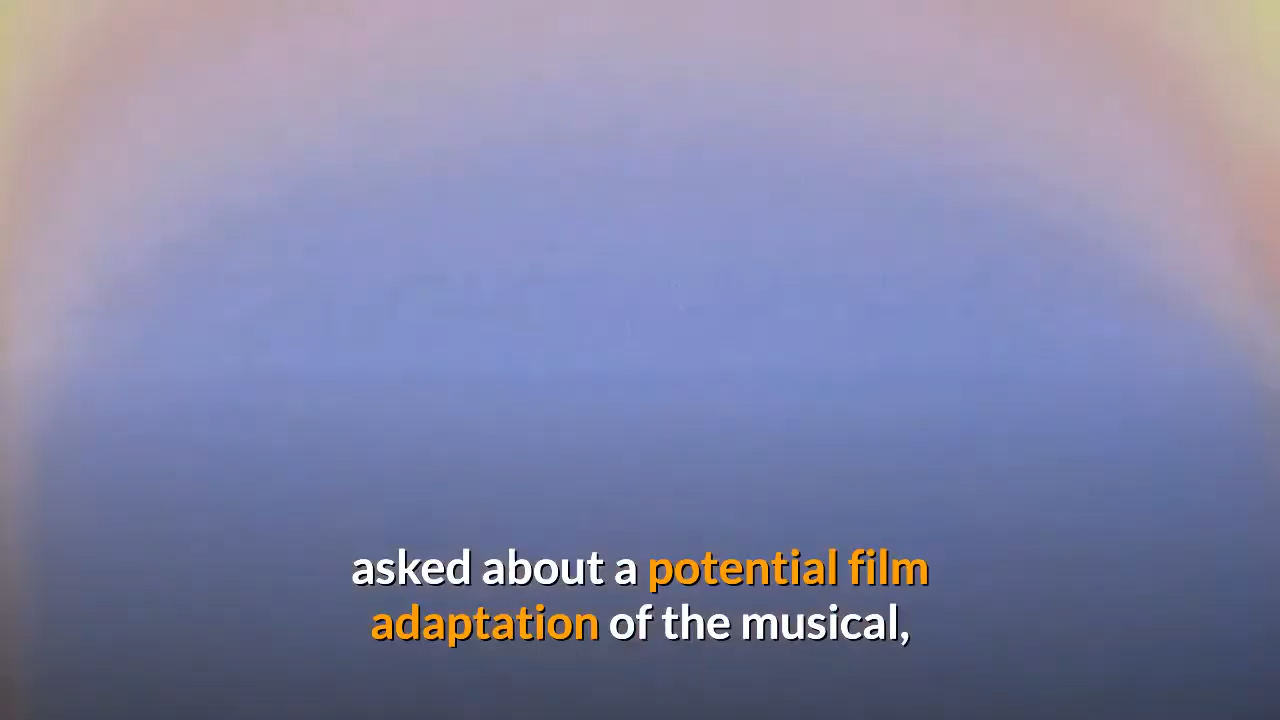 asked about a potential film
adaptation of the musical,